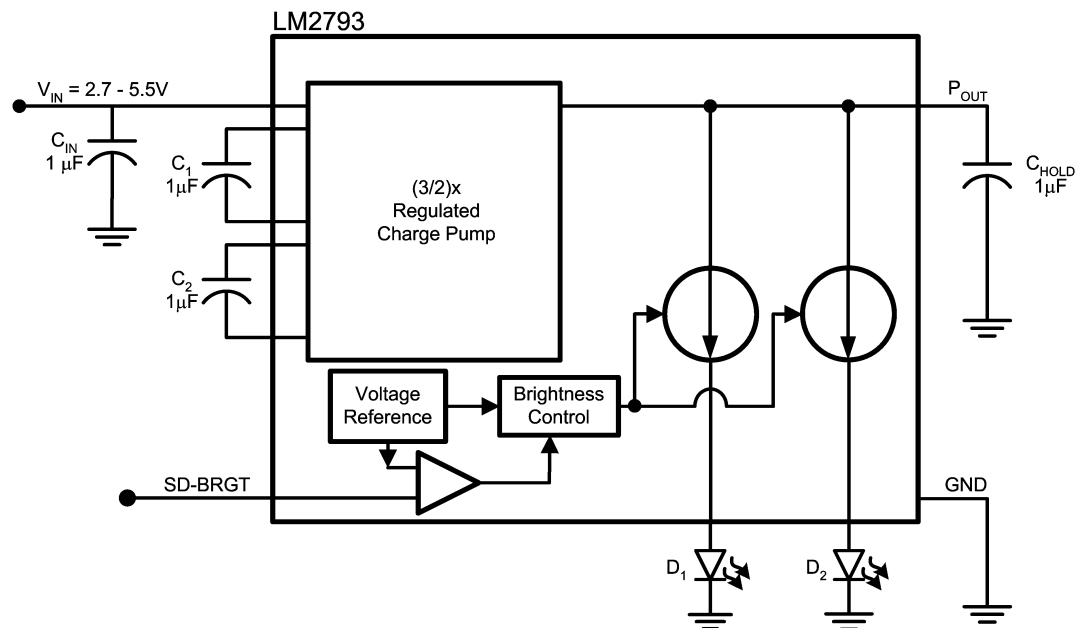 LM2793
V_IN = 2.7 - 5.5V
P_OUT
C_IN
1 μF
C_1
1μF
(3/2)x
Regulated
Charge Pump
C_HOLD
1μF
C_2
1μF
Voltage
Reference
Brightness
Control
SD-BRGT
GND
D_1
D_2